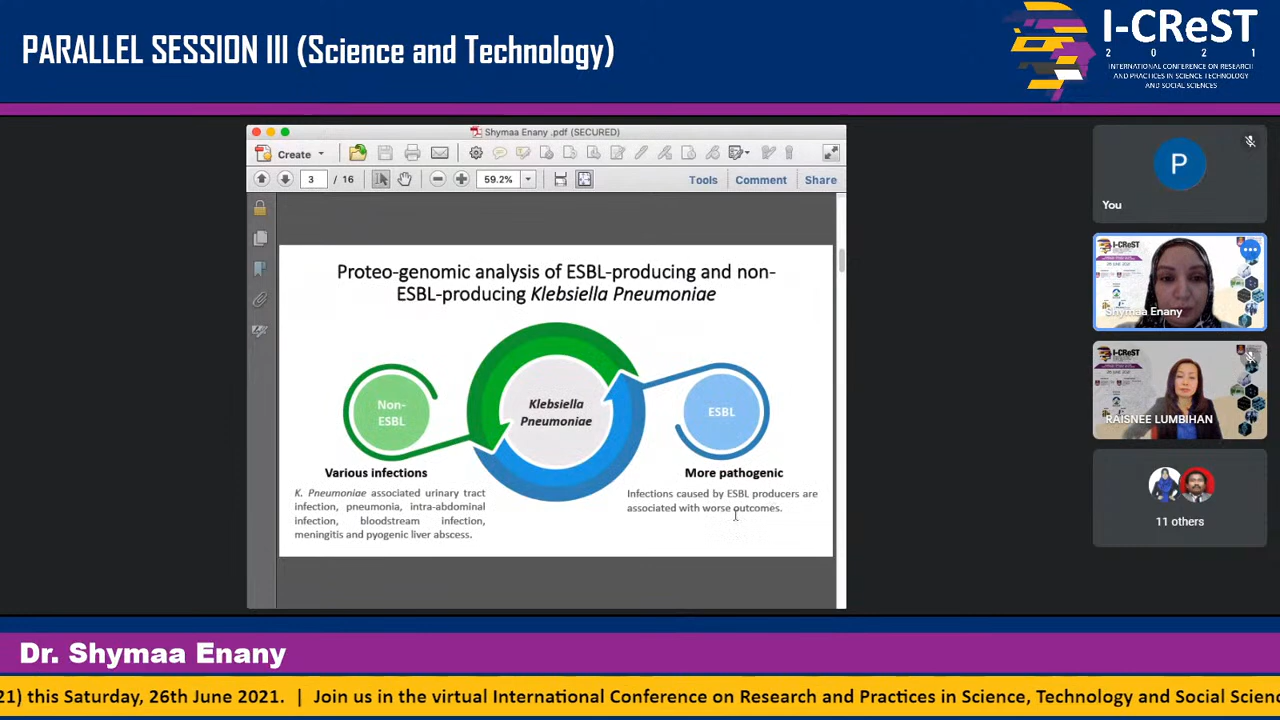 PARALLEL SESSION III (Science and Technology)
I-CReST
2 0 2 1
INTERNATIONAL CONFERENCE ON RESEARCH
AND PRACTICES IN SCIENCE TECHNOLOGY
AND SOCIAL SCIENCES
Shymaa Enany .pdf (SECURED)
Create
3 / 16
59.2%
Tools Comment Share
Proteo-genomic analysis of ESBL-producing and non-
ESBL-producing Klebsiella Pneumoniae
Non-
ESBL
Klebsiella
Pneumoniae
ESBL
Various infections
K. Pneumoniae associated urinary tract
infection, pneumonia, intra-abdominal
infection, bloodstream infection,
meningitis and pyogenic liver abscess.
More pathogenic
Infections caused by ESBL producers are
associated with worse outcomes.
P
You
I-CReST
Shymaa Enany
I-CReST
RAISNEE LUMBIHAN
11 others
Dr. Shymaa Enany
21) this Saturday, 26th June 2021. | Join us in the virtual International Conference on Research and Practices in Science, Technology and Social Scien